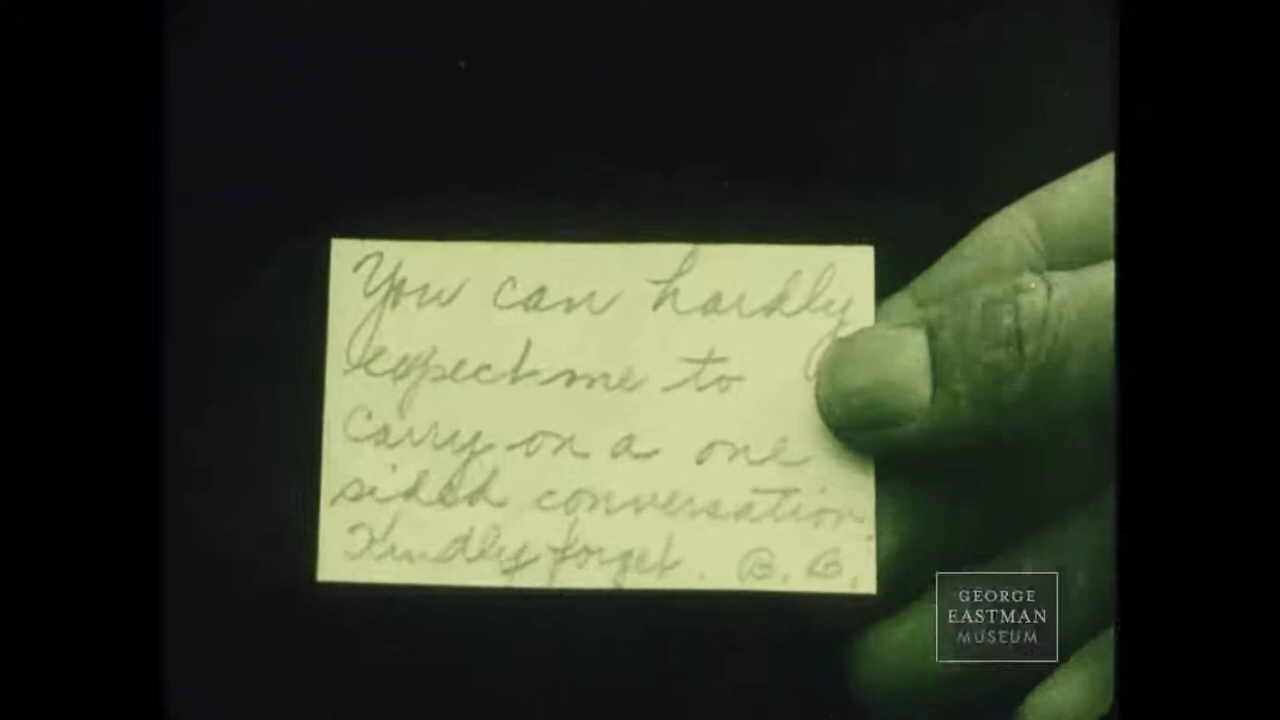 You can hardly
expect me to
carry on a one
sided conversation.
Kindly forget. B. G.
GEORGE
EASTMAN
MUSEUM